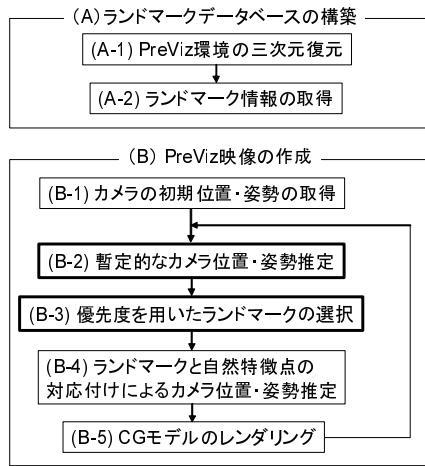 (A)ランドマークデータベースの構築
(A-1) PreViz環境の三次元復元
(A-2) ランドマーク情報の取得
(B) PreViz映像の作成
(B-1) カメラの初期位置・姿勢の取得
(B-2) 暫定的なカメラ位置・姿勢推定
(B-3) 優先度を用いたランドマークの選択
(B-4) ランドマークと自然特徴点の
対応付けによるカメラ位置・姿勢推定
(B-5) CGモデルのレンダリング